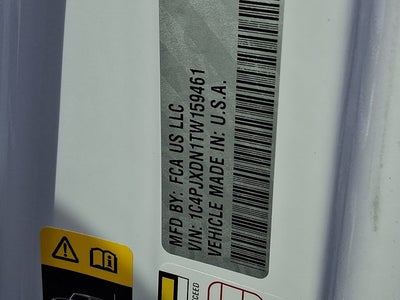 MFD BY: FCA US LLC
VIN: 1C4PJXDN1TW159461
VEHICLE MADE IN: U.S.A.